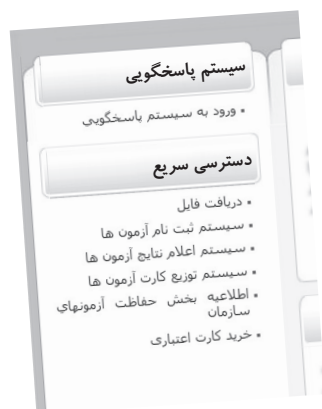 سیستم پاسخگویی
ورود به سیستم پاسخگویی
دسترسی سریع
دریافت فایل
سیستم ثبت نام آزمون ها
سیستم اعلام نتایج آزمون ها
سیستم توزیع کارت آزمون ها
اطلاعیه بخش حفاظت آزمونهای
سازمان
خرید کارت اعتباری